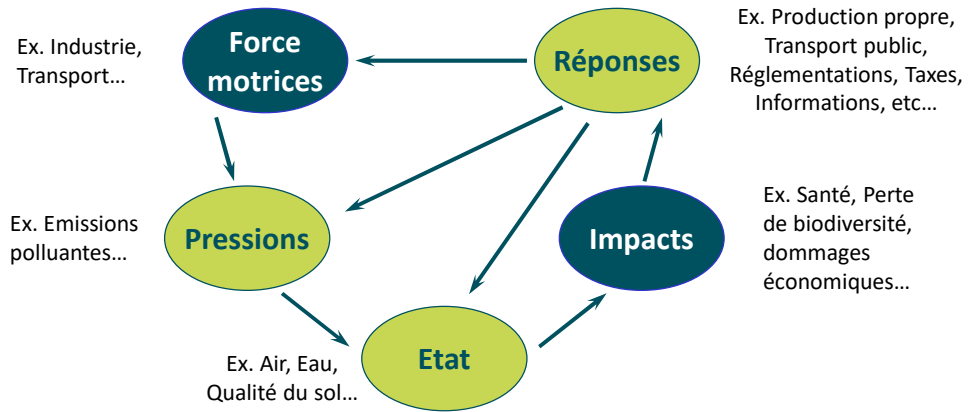 Ex. Industrie,
Transport…
Force
motrices
Réponses
Ex. Production propre,
Transport public,
Réglementations, Taxes,
Informations, etc…
Ex. Emissions
polluantes…
Pressions
Impacts
Ex. Santé, Perte
de biodiversité,
dommages
économiques…
Ex. Air, Eau,
Qualité du sol…
Etat